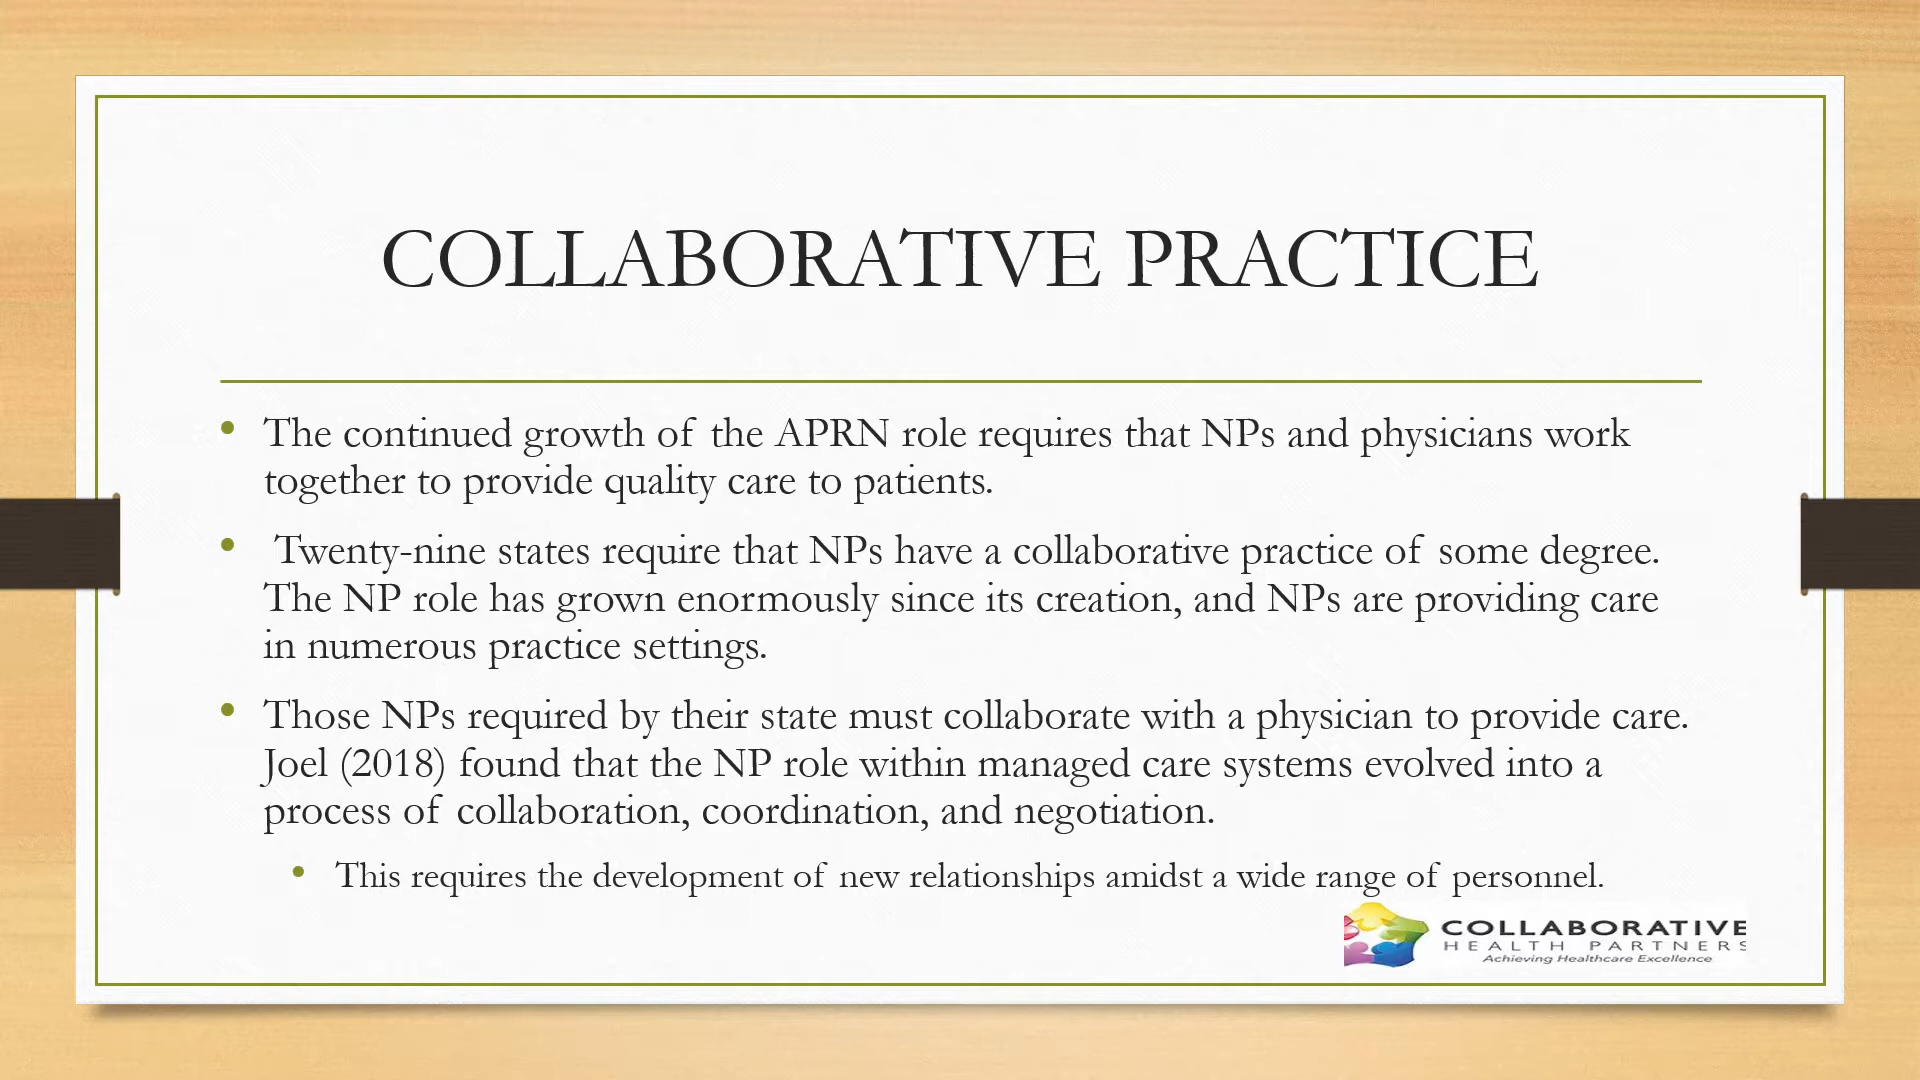 COLLABORATIVE PRACTICE
• The continued growth of the APRN role requires that NPs and physicians work
together to provide quality care to patients.
• Twenty-nine states require that NPs have a collaborative practice of some degree.
The NP role has grown enormously since its creation, and NPs are providing care
in numerous practice settings.
• Those NPs required by their state must collaborate with a physician to provide care.
Joel (2018) found that the NP role within managed care systems evolved into a
process of collaboration, coordination, and negotiation.
• This requires the development of new relationships amidst a wide range of personnel.
COLLABORATIVE
HEALTH PARTNERS
Achieving Healthcare Excellence